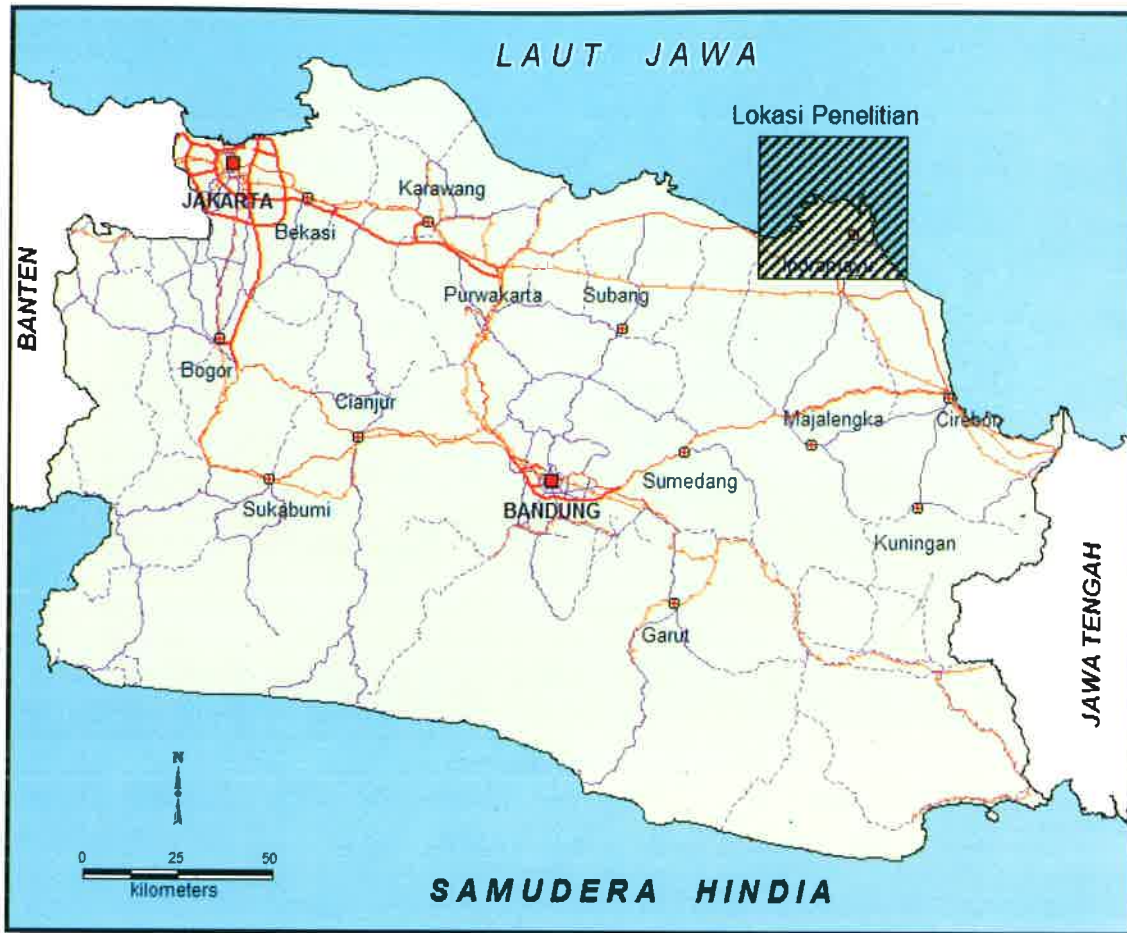 LAUT JAWA
Lokasi Penelitian
JAKARTA
Karawang
Bekasi
BANTEN
Purwakarta
Subang
Bogor
Cianjur
Majalengka
Cirebon
Sumedang
Sukabumi
BANDUNG
Kuningan
Garut
JAWA TENGAH
N
0 25 50
kilometers
SAMUDERA HINDIA